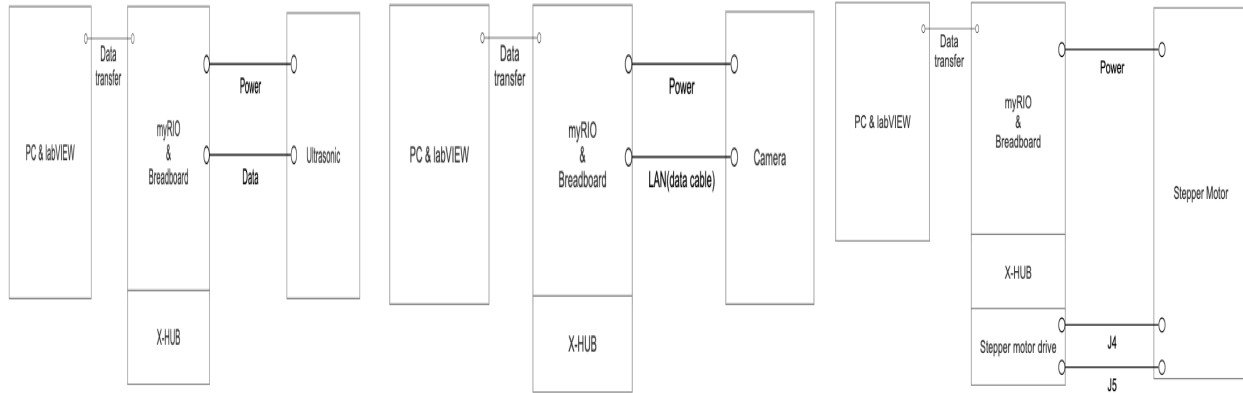 Data
transfer
Power
PC & labVIEW
myRIO
&
Breadboard
Ultrasonic
Data
X-HUB
Data
transfer
Power
PC & labVIEW
myRIO
&
Breadboard
Camera
LAN(data cable)
X-HUB
Data
transfer
Power
myRIO
&
Breadboard
PC & labVIEW
Stepper Motor
X-HUB
Stepper motor drive
J4
J5